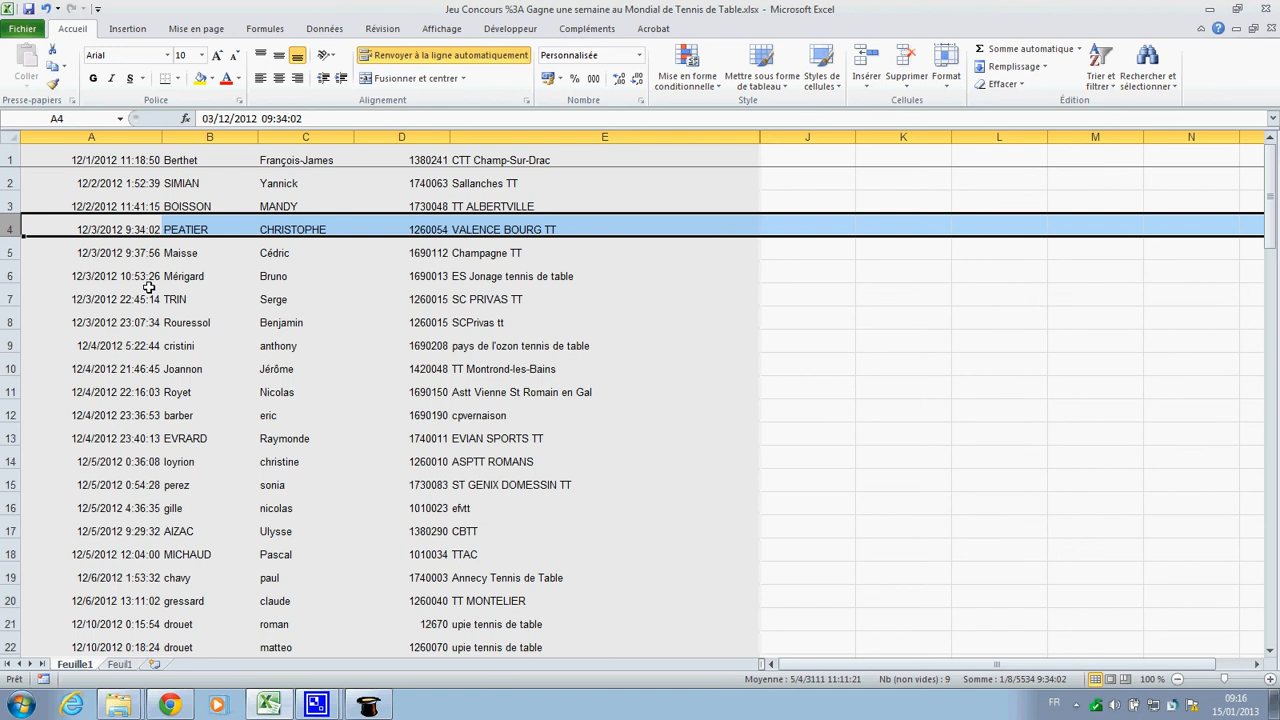 Jeu Concours %3A Gagne une semaine au Mondial de Tennis de Table.xlsx - Microsoft Excel
Fichier Accueil Insertion Mise en page Formules Données Révision Affichage Développeur Compléments Acrobat
Coller Arial 10 Renvoyer à la ligne automatiquement Personnalisée Mise en forme conditionnelle Mettre sous forme de tableau Styles de cellules Insérer Supprimer Format Somme automatique Remplissage Effacer Trier et filtrer Rechercher et sélectionner
G I S Fusionner et centrer % 000
Presse-papiers Police Alignement Nombre Style Cellules Édition
A4 fx 03/12/2012 09:34:02
A B C D E J K L M N
1 12/1/2012 11:18:50 Berthet François-James 1380241 CTT Champ-Sur-Drac
2 12/2/2012 1:52:39 SIMIAN Yannick 1740063 Sallanches TT
3 12/2/2012 11:41:15 BOISSON MANDY 1730048 TT ALBERTVILLE
4 12/3/2012 9:34:02 PEATIER CHRISTOPHE 1260054 VALENCE BOURG TT
5 12/3/2012 9:37:56 Maisse Cédric 1690112 Champagne TT
6 12/3/2012 10:53:26 Mérigard Bruno 1690013 ES Jonage tennis de table
7 12/3/2012 22:45:14 TRIN Serge 1260015 SC PRIVAS TT
8 12/3/2012 23:07:34 Rouressol Benjamin 1260015 SCPrivas tt
9 12/4/2012 5:22:44 cristini anthony 1690208 pays de l'ozon tennis de table
10 12/4/2012 21:46:45 Joannon Jérôme 1420048 TT Montrond-les-Bains
11 12/4/2012 22:16:03 Royet Nicolas 1690150 Astt Vienne St Romain en Gal
12 12/4/2012 23:36:53 barber eric 1690190 cpvernaison
13 12/4/2012 23:40:13 EVRARD Raymonde 1740011 EVIAN SPORTS TT
14 12/5/2012 0:36:08 loyrion christine 1260010 ASPTT ROMANS
15 12/5/2012 0:54:28 perez sonia 1730083 ST GENIX DOMESSIN TT
16 12/5/2012 4:36:35 gille nicolas 1010023 efvtt
17 12/5/2012 9:29:32 AIZAC Ulysse 1380290 CBTT
18 12/5/2012 12:04:00 MICHAUD Pascal 1010034 TTAC
19 12/6/2012 1:53:32 chavy paul 1740003 Annecy Tennis de Table
20 12/6/2012 13:11:02 gressard claude 1260040 TT MONTELIER
21 12/10/2012 0:15:54 drouet roman 12670 upie tennis de table
22 12/10/2012 0:18:24 drouet matteo 1260070 upie tennis de table
Feuille1 Feuil1
Prêt Moyenne : 5/4/3111 11:11:21 Nb (non vides) : 9 Somme : 1/8/5534 9:34:02 100 %
FR 09:16
15/01/2013